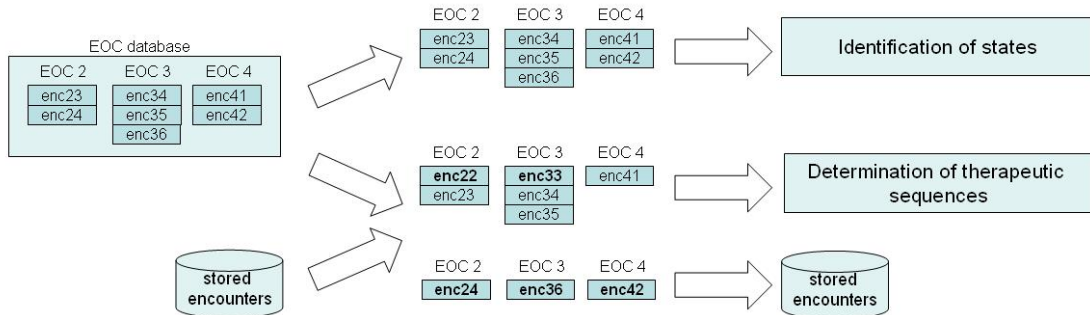 EOC database
EOC 2 EOC 3 EOC 4
enc23 enc34 enc41
enc24 enc35 enc42
enc36
EOC 2 EOC 3 EOC 4
enc23 enc34 enc41
enc24 enc35 enc42
enc36
Identification of states
EOC 2 EOC 3 EOC 4
enc22 enc33 enc41
enc23 enc34
enc35
Determination of therapeutic
sequences
stored
encounters
EOC 2 EOC 3 EOC 4
enc24 enc36 enc42
stored
encounters